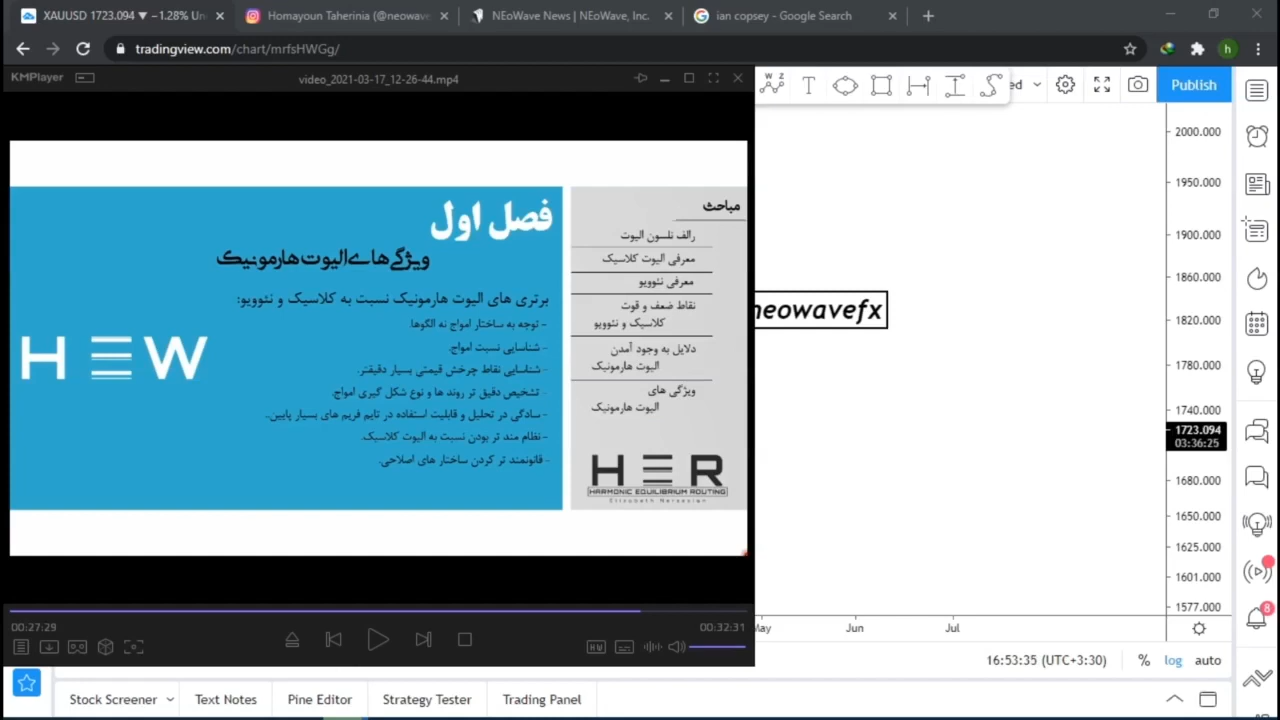 XAUUSD 1723.094 ▼ −1.28% Un
Homayoun Taherinia (@neowave
NEoWave News | NEoWave, Inc.
ian copsey - Google Search
tradingview.com/chart/mrfsHWGg/
h
KMPlayer
video_2021-03-17_12-26-44.mp4
T
ed
Publish
فصل اول
ویژگی های الیوت هارمونیک
برتری های الیوت هارمونیک نسبت به کلاسیک و نئوویو:
- توجه به ساختار امواج نه الگوها.
- شناسایی نسبت امواج.
- شناسایی نقاط چرخش قیمتی بسیار دقیقتر.
- تشخیص دقیق تر روند ها و نوع شکل گیری امواج.
- سادگی در تحلیل و قابلیت استفاده در تایم فریم های بسیار پایین..
- نظام مند تر بودن نسبت به الیوت کلاسیک.
- قانونمند تر کردن ساختار های اصلاحی.
HEW
مباحث
رالف نلسون الیوت
معرفی الیوت کلاسیک
معرفی نئوویو
نقاط ضعف و قوت
کلاسیک و نئوویو
دلایل به وجود آمدن
الیوت هارمونیک
ویژگی های
الیوت هارمونیک
HER
HARMONIC EQUILIBRIUM ROUTING
Elisabeth Nersesian
neowavefx
2000.000
1950.000
1900.000
1860.000
1820.000
1780.000
1740.000
1723.094
03:36:25
1680.000
1650.000
1625.000
1601.000
1577.000
May
Jun
Jul
00:27:29
00:32:31
16:53:35 (UTC+3:30)
%
log
auto
8
Stock Screener
Text Notes
Pine Editor
Strategy Tester
Trading Panel